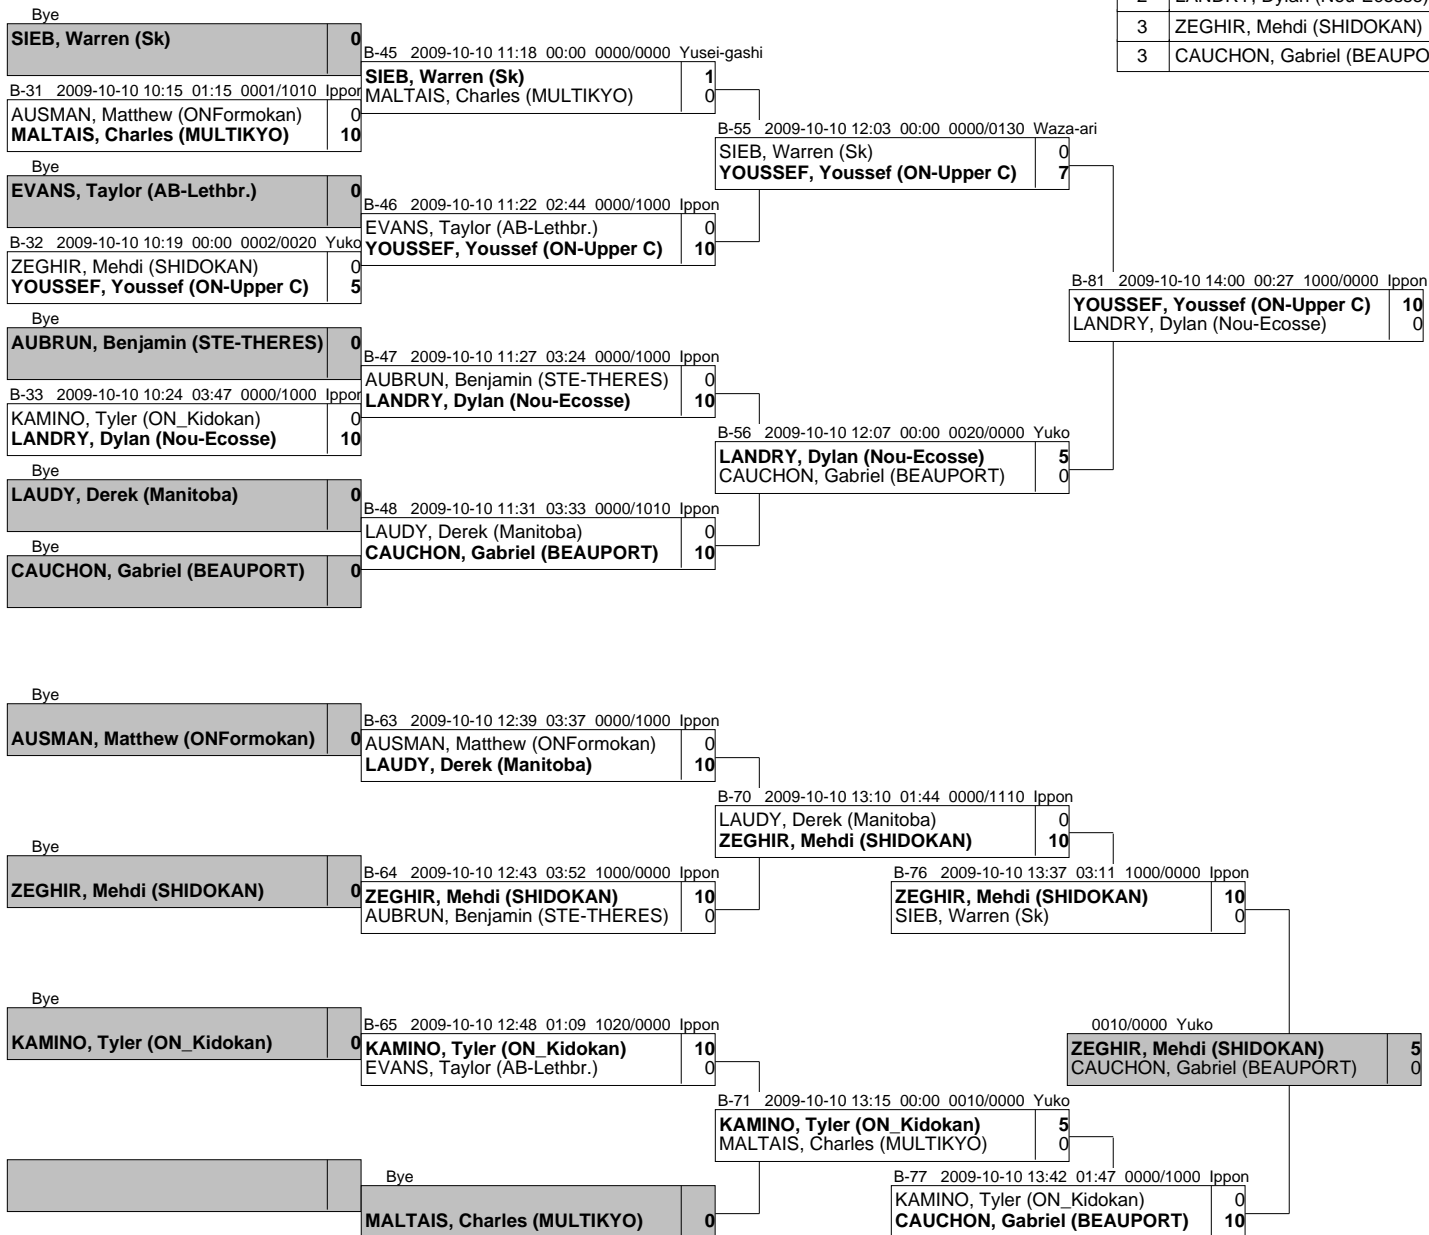 2 LANDRY, Dylan (Nou-Ecosse)
3 ZEGHIR, Mehdi (SHIDOKAN)
3 CAUCHON, Gabriel (BEAUPO
Bye
SIEB, Warren (Sk) 0
B-31 2009-10-10 10:15 01:15 0001/1010 Ippon
AUSMAN, Matthew (ONFormokan) 0
MALTAIS, Charles (MULTIKYO) 10
Bye
EVANS, Taylor (AB-Lethbr.) 0
B-32 2009-10-10 10:19 00:00 0002/0020 Yuko
ZEGHIR, Mehdi (SHIDOKAN) 0
YOUSSEF, Youssef (ON-Upper C) 5
Bye
AUBRUN, Benjamin (STE-THERES) 0
B-33 2009-10-10 10:24 03:47 0000/1000 Ippon
KAMINO, Tyler (ON_Kidokan) 0
LANDRY, Dylan (Nou-Ecosse) 10
Bye
LAUDY, Derek (Manitoba) 0
Bye
CAUCHON, Gabriel (BEAUPORT) 0
B-45 2009-10-10 11:18 00:00 0000/0000 Yusei-gashi
SIEB, Warren (Sk) 1
MALTAIS, Charles (MULTIKYO) 0
B-46 2009-10-10 11:22 02:44 0000/1000 Ippon
EVANS, Taylor (AB-Lethbr.) 0
YOUSSEF, Youssef (ON-Upper C) 10
B-47 2009-10-10 11:27 03:24 0000/1000 Ippon
AUBRUN, Benjamin (STE-THERES) 0
LANDRY, Dylan (Nou-Ecosse) 10
B-48 2009-10-10 11:31 03:33 0000/1010 Ippon
LAUDY, Derek (Manitoba) 0
CAUCHON, Gabriel (BEAUPORT) 10
B-55 2009-10-10 12:03 00:00 0000/0130 Waza-ari
SIEB, Warren (Sk) 0
YOUSSEF, Youssef (ON-Upper C) 7
B-56 2009-10-10 12:07 00:00 0020/0000 Yuko
LANDRY, Dylan (Nou-Ecosse) 5
CAUCHON, Gabriel (BEAUPORT) 0
B-81 2009-10-10 14:00 00:27 1000/0000 Ippon
YOUSSEF, Youssef (ON-Upper C) 10
LANDRY, Dylan (Nou-Ecosse) 0
Bye
AUSMAN, Matthew (ONFormokan) 0
Bye
ZEGHIR, Mehdi (SHIDOKAN) 0
Bye
KAMINO, Tyler (ON_Kidokan) 0
B-63 2009-10-10 12:39 03:37 0000/1000 Ippon
AUSMAN, Matthew (ONFormokan) 0
LAUDY, Derek (Manitoba) 10
B-64 2009-10-10 12:43 03:52 1000/0000 Ippon
ZEGHIR, Mehdi (SHIDOKAN) 10
AUBRUN, Benjamin (STE-THERES) 0
B-65 2009-10-10 12:48 01:09 1020/0000 Ippon
KAMINO, Tyler (ON_Kidokan) 10
EVANS, Taylor (AB-Lethbr.) 0
Bye
MALTAIS, Charles (MULTIKYO) 0
B-70 2009-10-10 13:10 01:44 0000/1110 Ippon
LAUDY, Derek (Manitoba) 0
ZEGHIR, Mehdi (SHIDOKAN) 10
B-71 2009-10-10 13:15 00:00 0010/0000 Yuko
KAMINO, Tyler (ON_Kidokan) 5
MALTAIS, Charles (MULTIKYO) 0
B-76 2009-10-10 13:37 03:11 1000/0000 Ippon
ZEGHIR, Mehdi (SHIDOKAN) 10
SIEB, Warren (Sk) 0
B-77 2009-10-10 13:42 01:47 0000/1000 Ippon
KAMINO, Tyler (ON_Kidokan) 0
CAUCHON, Gabriel (BEAUPORT) 10
0010/0000 Yuko
ZEGHIR, Mehdi (SHIDOKAN) 5
CAUCHON, Gabriel (BEAUPORT) 0